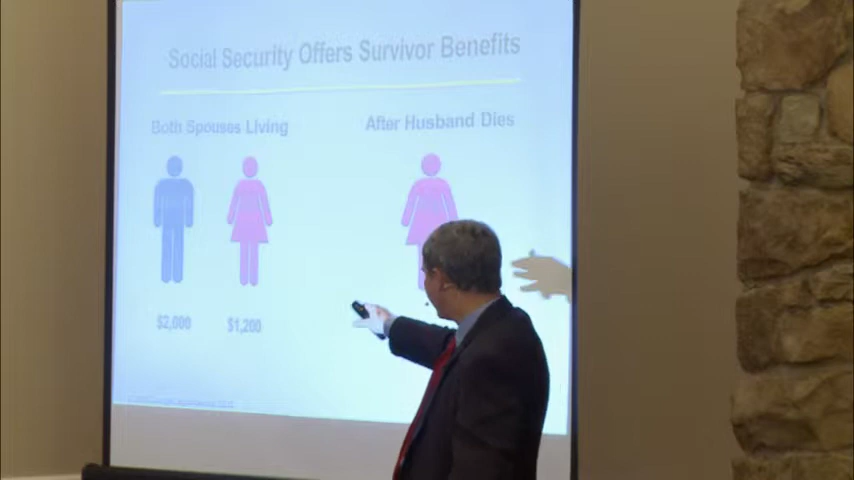 Social Security Offers Survivor Benefits
Both Spouses Living
After Husband Dies
$2,000
$1,200